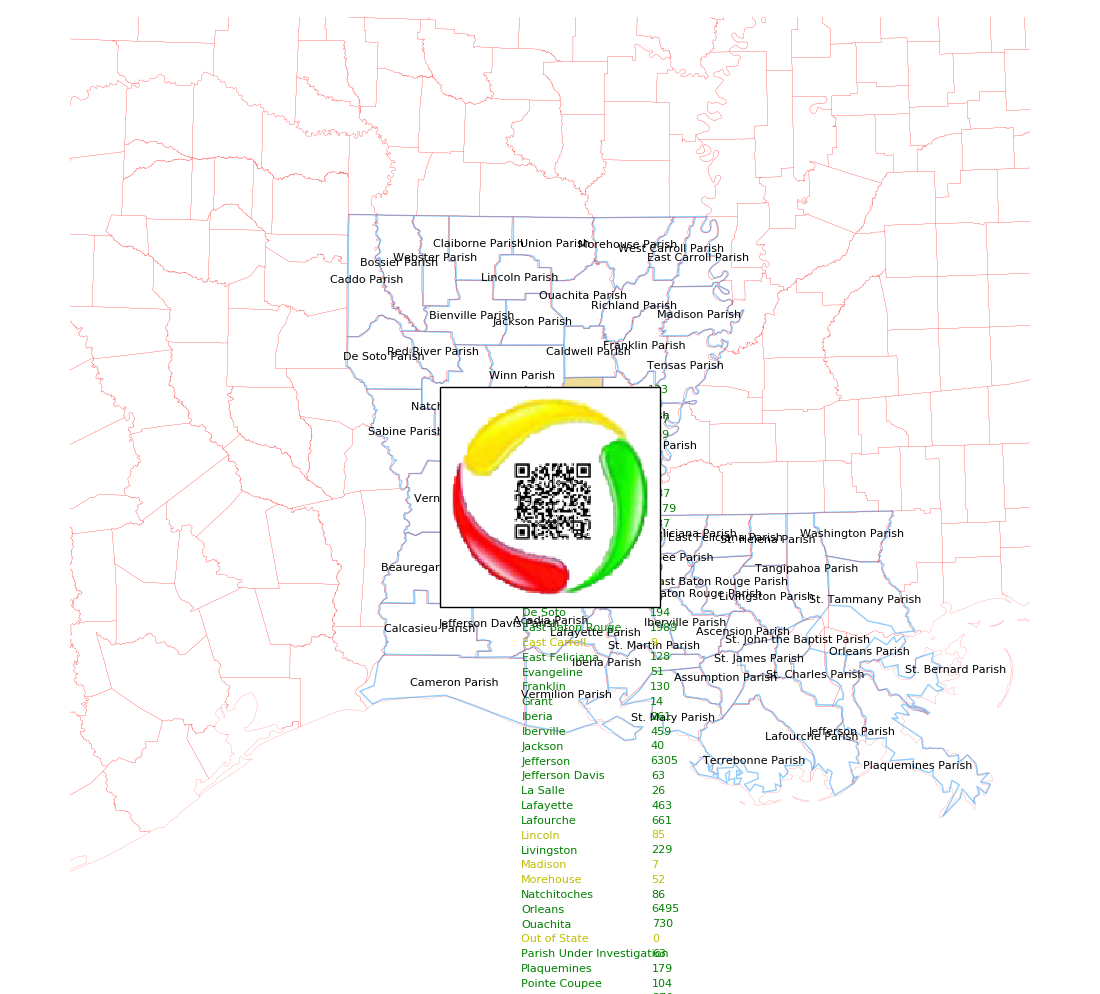 Claiborne Parish Union Parish Morehouse Parish
West Carroll Parish
Webster Parish East Carroll Parish
Bossier Parish
Caddo Parish Lincoln Parish
Ouachita Parish
Richland Parish
Bienville Parish Madison Parish
Jackson Parish
Franklin Parish
Red River Parish Caldwell Parish
De Soto Parish
Tensas Parish
Winn Parish
Natch
Sabine Parish
Parish
Vern
79
Washington Parish
East Feliciana Parish
St. Helena Parish
Beauregar Tangipahoa Parish
ast Baton Rouge Parish
Livingston Parish
St. Tammany Parish
De Soto 194
Acadia Parish
Jefferson Davis Parish Iberville Parish
Calcasieu Parish East Baton Rouge 1989
Lafayette Parish Ascension Parish
St. John the Baptist Parish
East Carroll 9
St. Martin Parish
Orleans Parish
East Feliciana 128
St. James Parish
Iberia Parish
St. Bernard Parish
Evangeline 51
St. Charles Parish
Assumption Parish
Cameron Parish
Franklin 130
Vermilion Parish
Grant 14
Iberia
St. Mary Parish
Iberville 459
Jefferson Parish
Lafourche Parish
Jackson 40
Jefferson 6305
Terrebonne Parish
Plaquemines Parish
Jefferson Davis 63
La Salle 26
Lafayette 463
Lafourche 661
Lincoln 85
Livingston 229
Madison 7
Morehouse 52
Natchitoches 86
Orleans 6495
Ouachita 730
Out of State 0
Parish Under Investigation 63
Plaquemines 179
Pointe Coupee 104